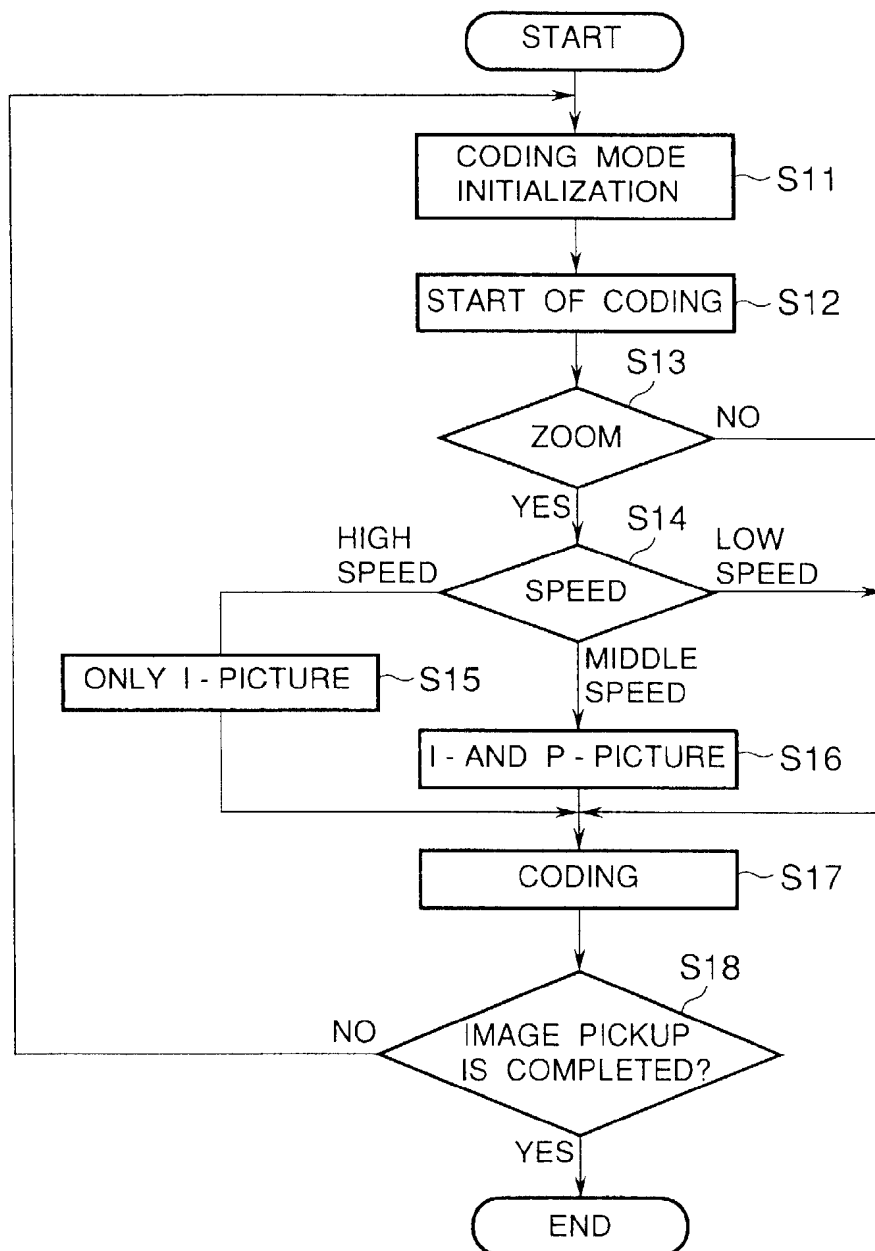 START
CODING MODE
INITIALIZATION
S11
START OF CODING
S12
S13
ZOOM
NO
YES
S14
HIGH
SPEED
SPEED
LOW
SPEED
MIDDLE
SPEED
ONLY I - PICTURE
S15
I - AND P - PICTURE
S16
CODING
S17
S18
IMAGE PICKUP
IS COMPLETED?
NO
YES
END